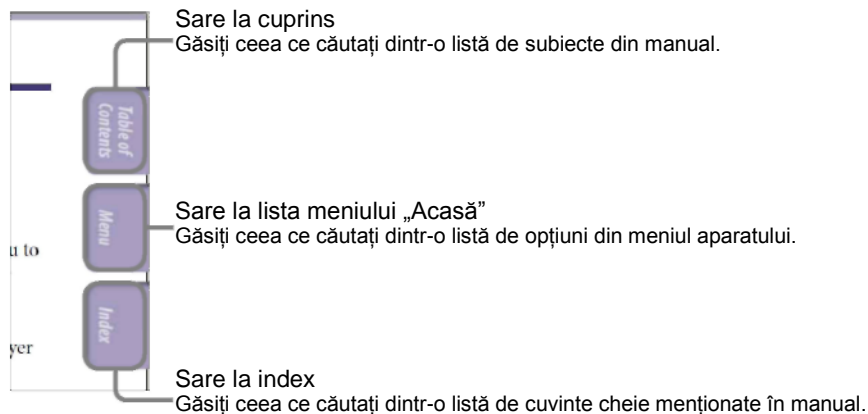 Sare la cuprins
Găsiți ceea ce căutați dintr-o listă de subiecte din manual.
Table of
Contents
Sare la lista meniului „Acasă”
Găsiți ceea ce căutați dintr-o listă de opțiuni din meniul aparatului.
Menu
u to
Index
yer
Sare la index
Găsiți ceea ce căutați dintr-o listă de cuvinte cheie menționate în manual.